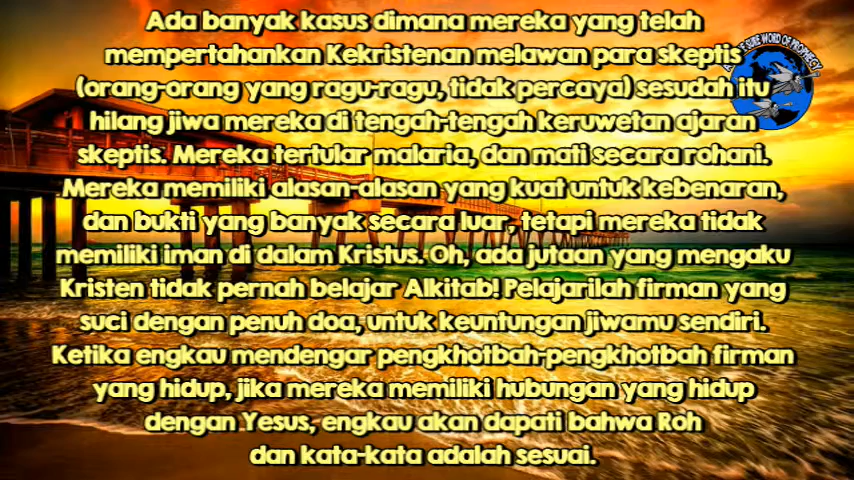 Ada banyak kasus dimana mereka yang telah
mempertahankan Kekristenan melawan para skeptis
(orang-orang yang ragu-ragu, tidak percaya) sesudah itu
hilang jiwa mereka di tengah-tengah keruwetan ajaran
skeptis. Mereka tertular malaria, dan mati secara rohani.
Mereka memiliki alasan-alasan yang kuat untuk kebenaran,
dan bukti yang banyak secara luar, tetapi mereka tidak
memiliki iman di dalam Kristus. Oh, ada jutaan yang mengaku
Kristen tidak pernah belajar Alkitab! Pelajarilah firman yang
suci dengan penuh doa, untuk keuntungan jiwamu sendiri.
Ketika engkau mendengar pengkhotbah-pengkhotbah firman
yang hidup, jika mereka memiliki hubungan yang hidup
dengan Yesus, engkau akan dapati bahwa Roh
dan kata-kata adalah sesuai.
SURE WORD OF PROPHECY